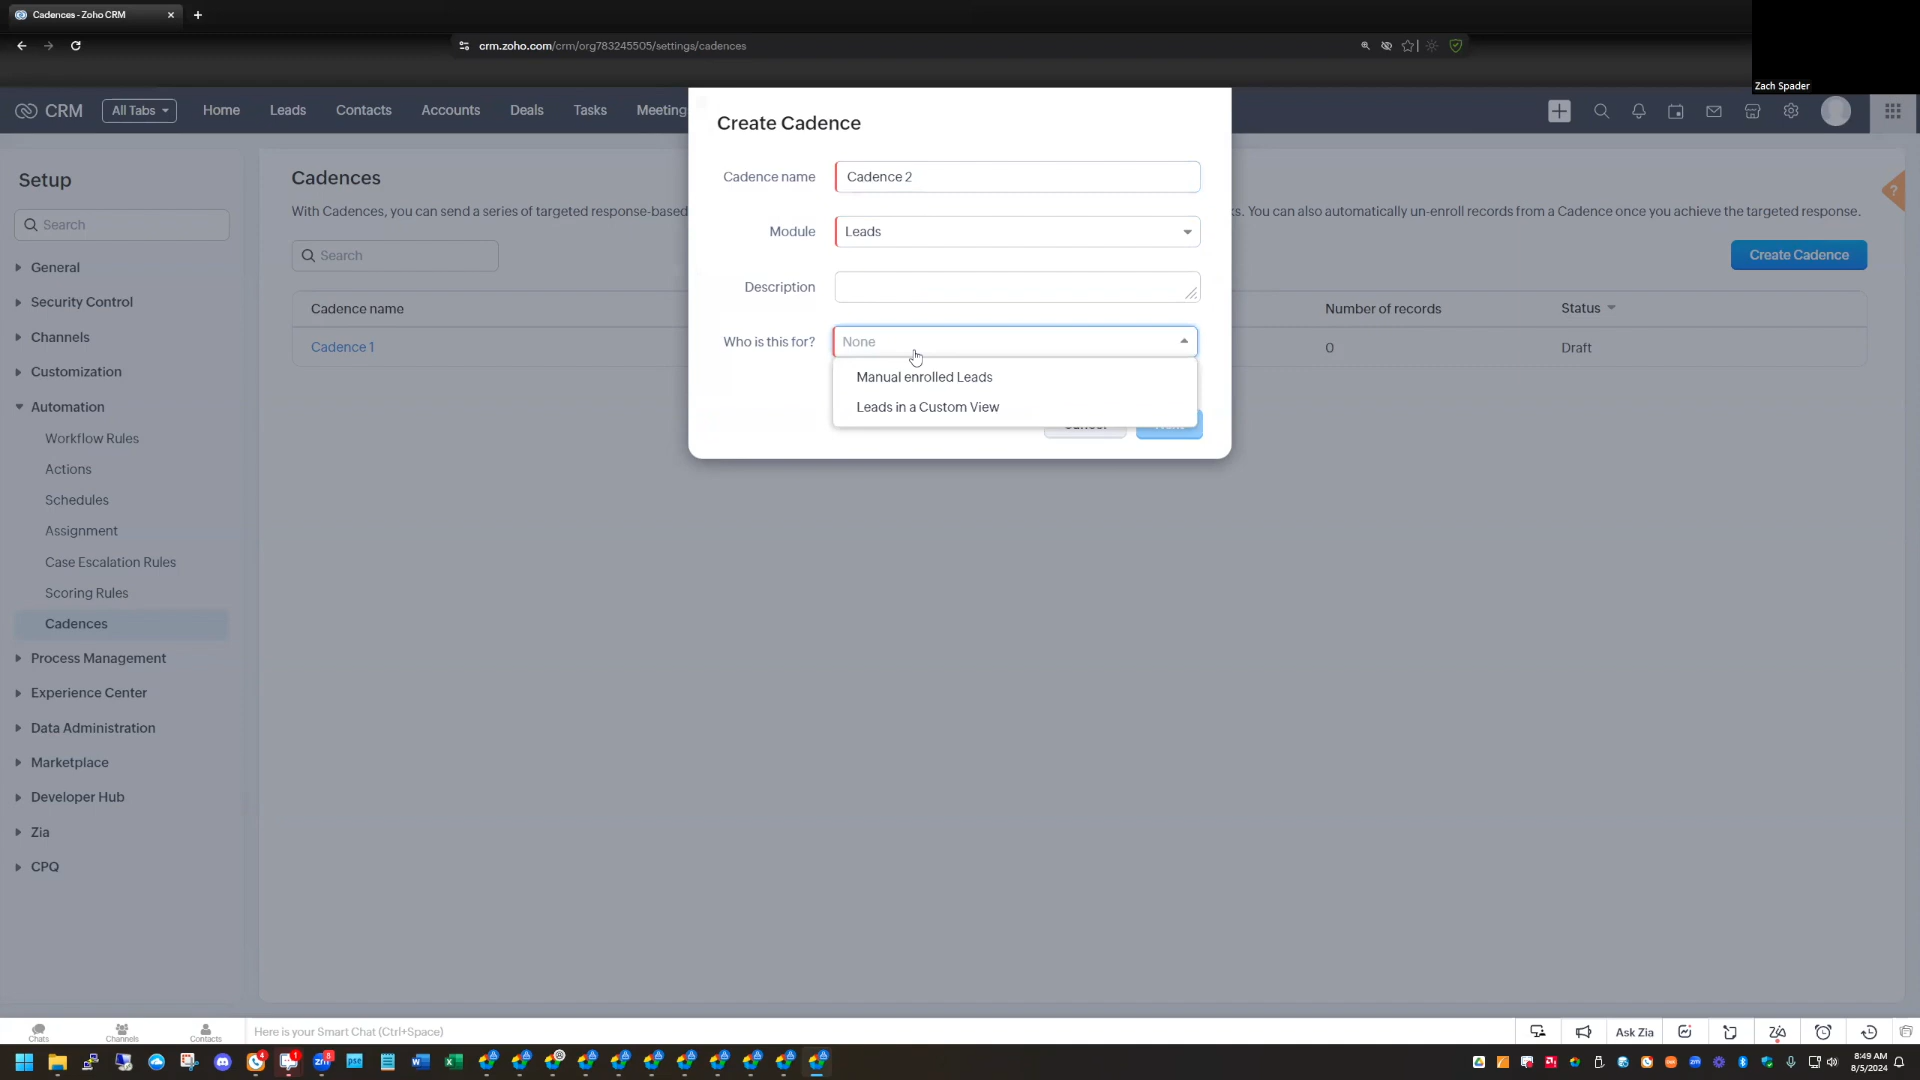 Cadences - Zoho CRM
crm.zoho.com/crm/org783245505/settings/cadences
Zach Spader
CRM
All Tabs
Home
Leads
Contacts
Accounts
Deals
Tasks
Meeting
Setup
Search
General
Security Control
Channels
Customization
Automation
Workflow Rules
Actions
Schedules
Assignment
Case Escalation Rules
Scoring Rules
Cadences
Process Management
Experience Center
Data Administration
Marketplace
Developer Hub
Zia
CPQ
Cadences
With Cadences, you can send a series of targeted response-based
ks. You can also automatically un-enroll records from a Cadence once you achieve the targeted response.
Search
Create Cadence
Cadence name
Number of records
Status
Cadence 1
0
Draft
Create Cadence
Cadence name
Cadence 2
Module
Leads
Description
Who is this for?
None
Manual enrolled Leads
Leads in a Custom View
Cancel
?
Chats
Channels
Contacts
Here is your Smart Chat (Ctrl+Space)
Ask Zia
8:49 AM
8/5/2024